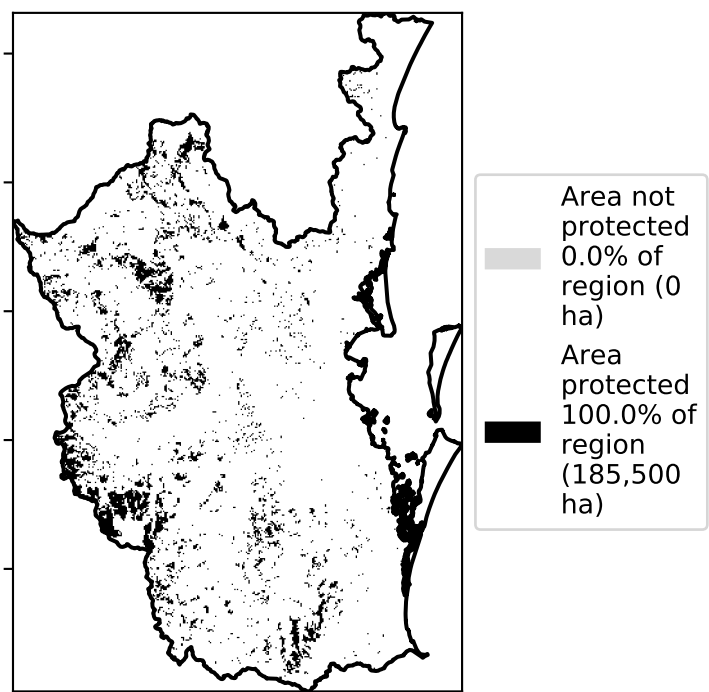 Area not
protected
0.0% of
region (0
ha)
Area
protected
100.0% of
region
(185,500
ha)